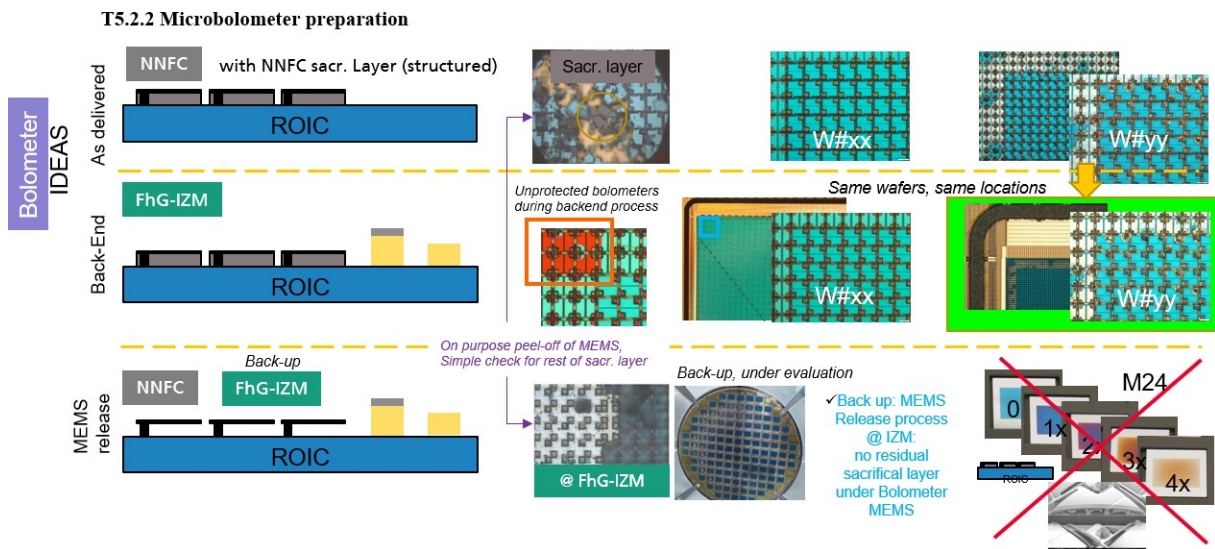 T5.2.2 Microbolometer preparation
Bolometer
IDEAS
As delivered
NNFC
with NNFC sacr. Layer (structured)
ROIC
Sacr. layer
W#xx
W#yy
Back-End
FhG-IZM
ROIC
Unprotected bolometers
during backend process
Same wafers, same locations
W#xx
W#yy
MEMS
release
NNFC
Back-up
FhG-IZM
ROIC
On purpose peel-off of MEMS,
Simple check for rest of sacr. layer
@ FhG-IZM
Back-up, under evaluation
✓Back up: MEMS
Release process
@ IZM:
no residual
sacrifical layer
under Bolometer
MEMS
M24
0
1x
2x
3x
4x
ROIC